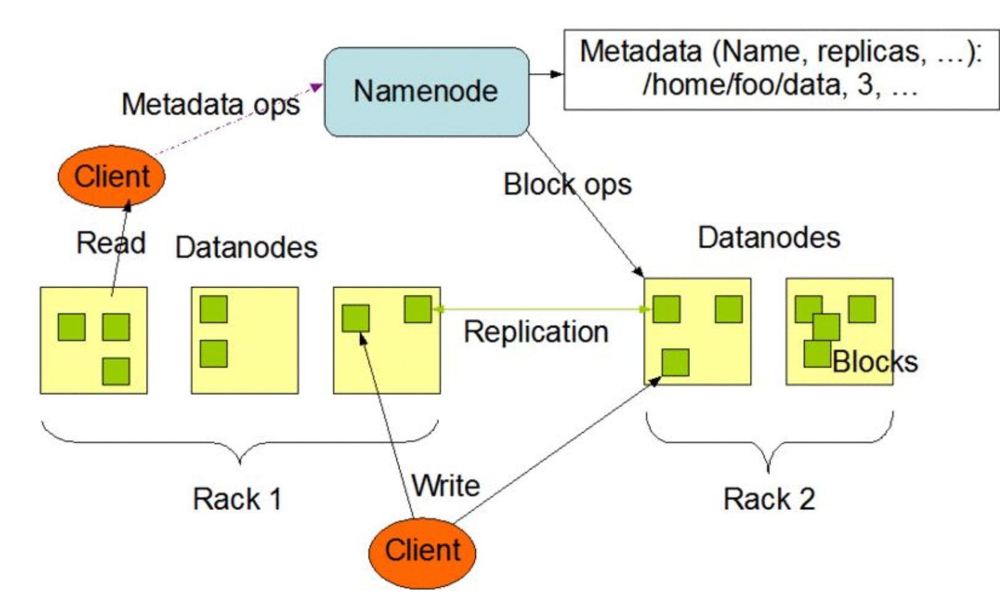 Metadata (Name, replicas, …):
/home/foo/data, 3, …
Namenode
Metadata ops
Client
Block ops
Read
Datanodes
Datanodes
Replication
Blocks
Rack 1
Write
Rack 2
Client